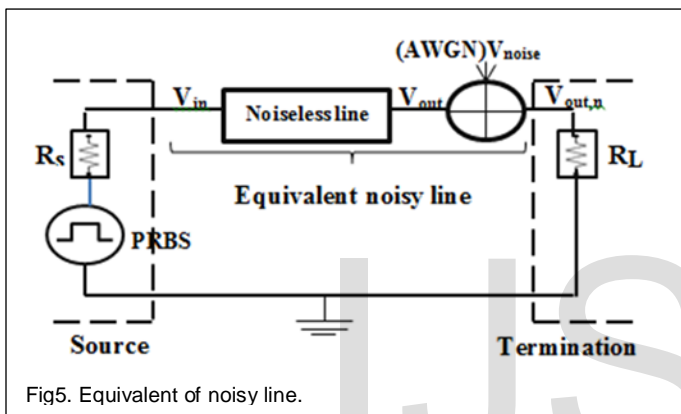 (AWGN)Vnoise
Vin
Noiseless line
Vout
Vout,n
Rs
RL
Equivalent noisy line
PRBS
Source
Termination
Fig5. Equivalent of noisy line.
IJS